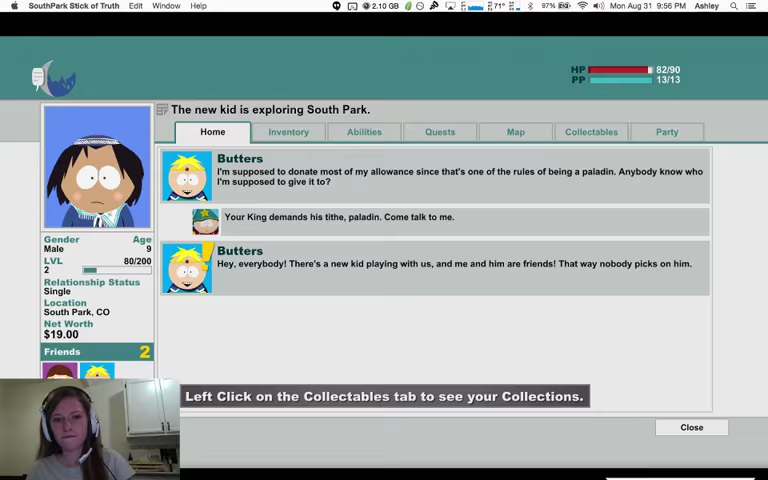 SouthPark Stick of Truth Edit Window Help 2.10 GB 71° 97% Mon Aug 31 9:56 PM Ashley
HP 82/90
PP 13/13
The new kid is exploring South Park.
Home Inventory Abilities Quests Map Collectables Party
Butters
I'm supposed to donate most of my allowance since that's one of the rules of being a paladin. Anybody know who
I'm supposed to give it to?
Your King demands his tithe, paladin. Come talk to me.
Butters
Hey, everybody! There's a new kid playing with us, and me and him are friends! That way nobody picks on him.
Gender Age
Male 9
LVL 80/200
2
Relationship Status
Single
Location
South Park, CO
Net Worth
$19.00
Friends 2
Left Click on the Collectables tab to see your Collections.
Close